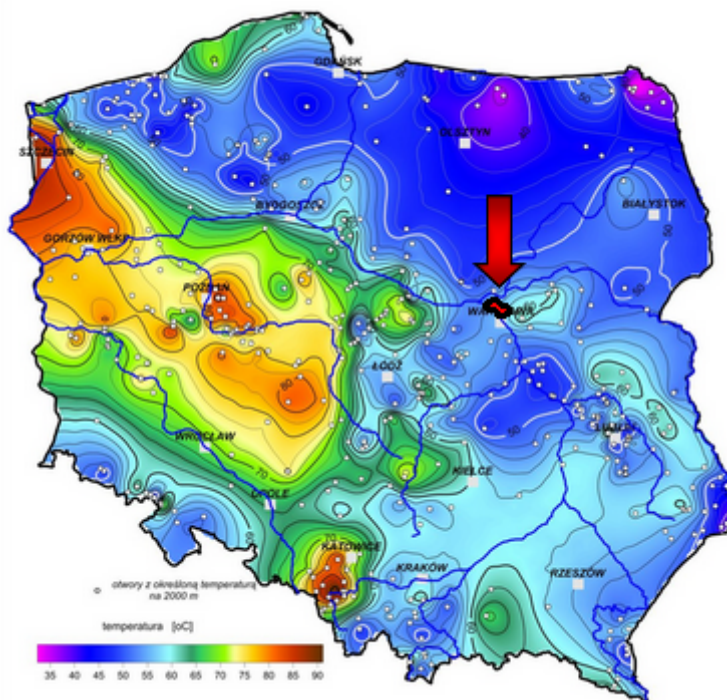 GDAŃSK
OLSZTYN
SZCZECIN
BIAŁYSTOK
BYDGOSZCZ
GORZÓW WLKP.
POZNAŃ
WARSZAWA
ŁÓDŹ
LUBLIN
WROCŁAW
KIELCE
OPOLE
KATOWICE
KRAKÓW
RZESZÓW
otwory z określoną temperaturą
na 2000 m
temperatura [oC]
35 40 45 50 55 60 65 70 75 80 85 90